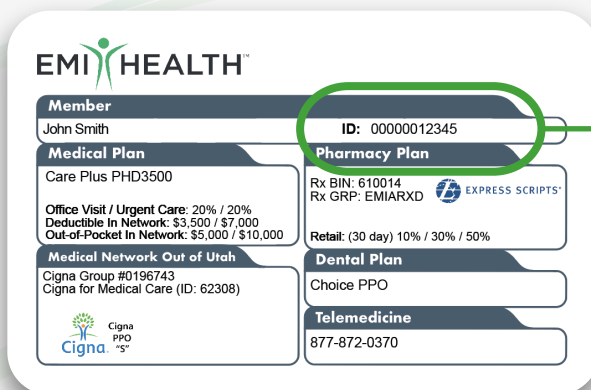 EMI HEALTH™
Member
John Smith
ID: 00000012345
Medical Plan
Care Plus PHD3500
Office Visit / Urgent Care: 20% / 20%
Deductible In Network: $3,500 / $7,000
Out-of-Pocket In Network: $5,000 / $10,000
Pharmacy Plan
Rx BIN: 610014
Rx GRP: EMIARXD
EXPRESS SCRIPTS®
Retail: (30 day) 10% / 30% / 50%
Medical Network Out of Utah
Cigna Group #0196743
Cigna for Medical Care (ID: 62308)
Cigna.
Cigna
PPO
"S"
Dental Plan
Choice PPO
Telemedicine
877-872-0370